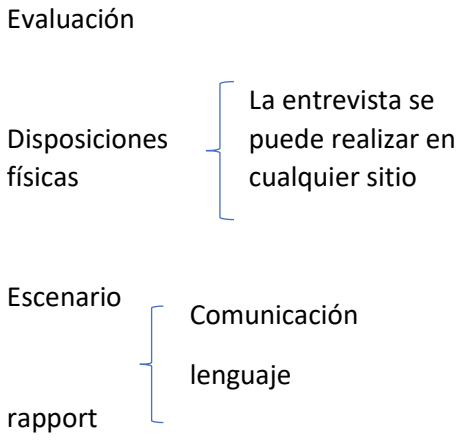 Evaluación
Disposiciones
físicas
La entrevista se
puede realizar en
cualquier sitio
Escenario
rapport
Comunicación
lenguaje